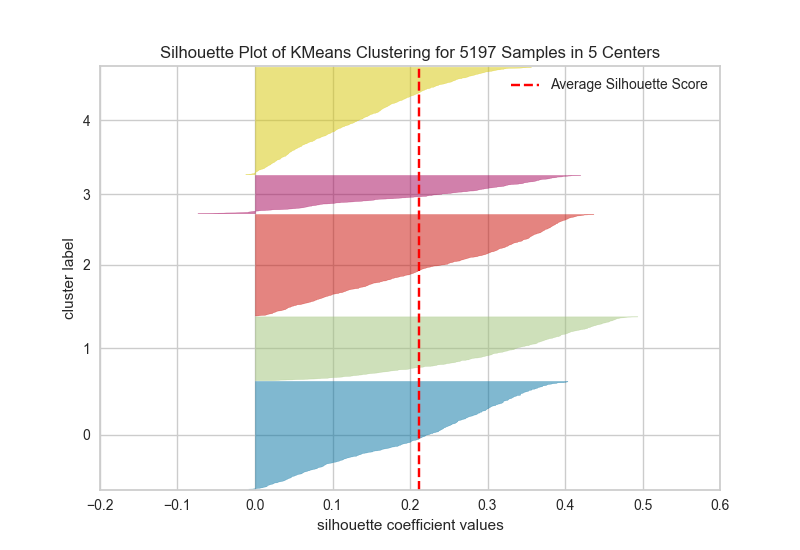 Silhouette Plot of KMeans Clustering for 5197 Samples in 5 Centers
Average Silhouette Score
4
3
2
1
0
cluster label
−0.2 −0.1 0.0 0.1 0.2 0.3 0.4 0.5 0.6
silhouette coefficient values